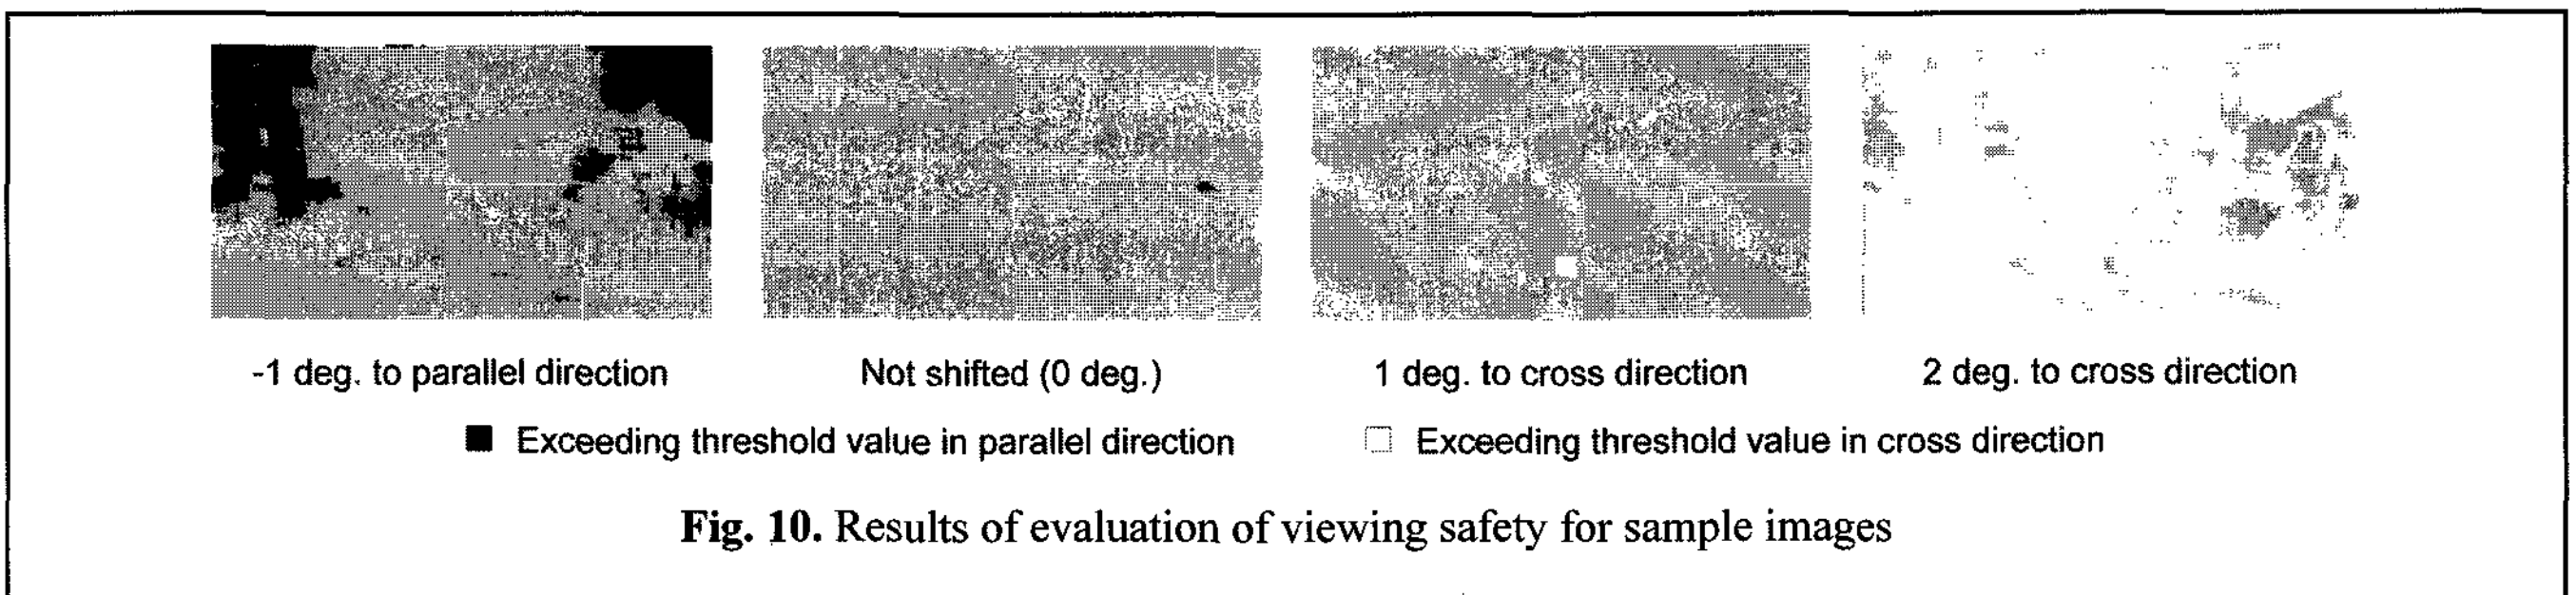 -1 deg. to parallel direction
Not shifted (0 deg.)
1 deg. to cross direction
2 deg. to cross direction
Exceeding threshold value in parallel direction
Exceeding threshold value in cross direction
Fig. 10. Results of evaluation of viewing safety for sample images